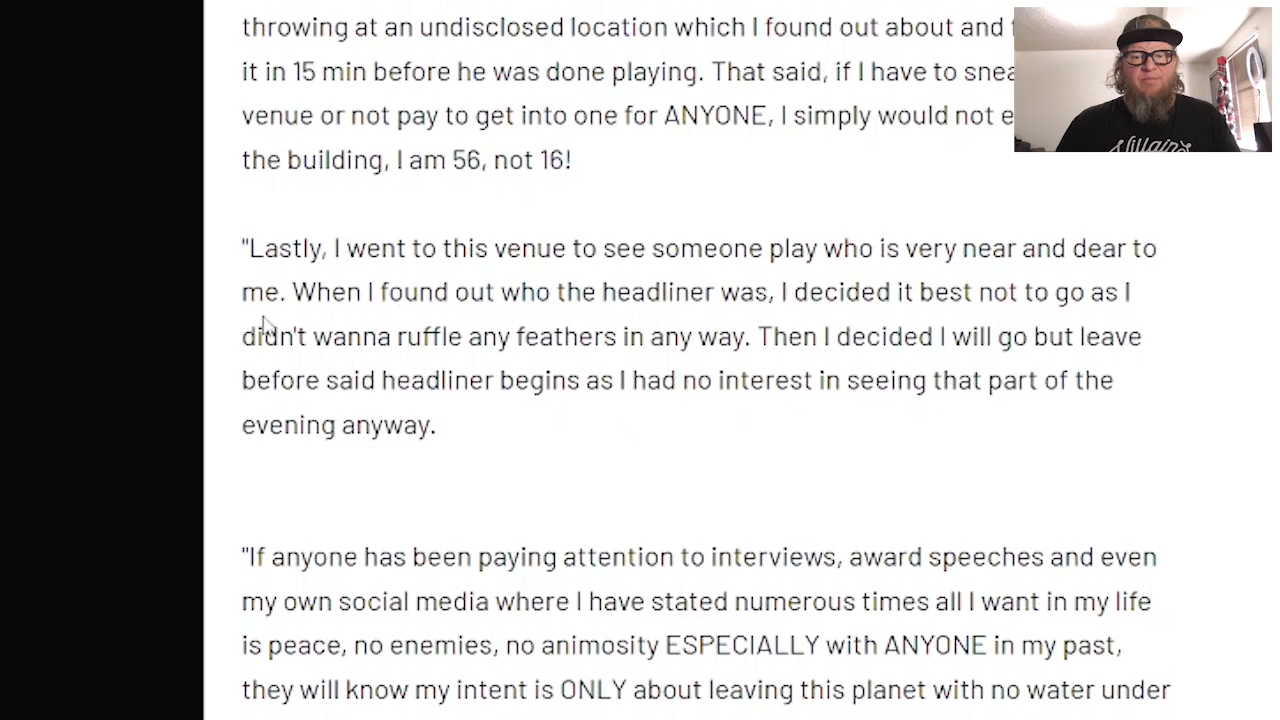 throwing at an undisclosed location which I found out about and
it in 15 min before he was done playing. That said, if I have to
venue or not pay to get into one for ANYONE, I simply would not
the building, I am 56, not 16!
"Lastly, I went to this venue to see someone play who is very near and dear to
me. When I found out who the headliner was, I decided it best not to go as I
didn't wanna ruffle any feathers in any way. Then I decided I will go but leave
before said headliner begins as I had no interest in seeing that part of the
evening anyway.
"If anyone has been paying attention to interviews, award speeches and even
my own social media where I have stated numerous times all I want in my life
is peace, no enemies, no animosity ESPECIALLY with ANYONE in my past,
they will know my intent is ONLY about leaving this planet with no water under
Villains